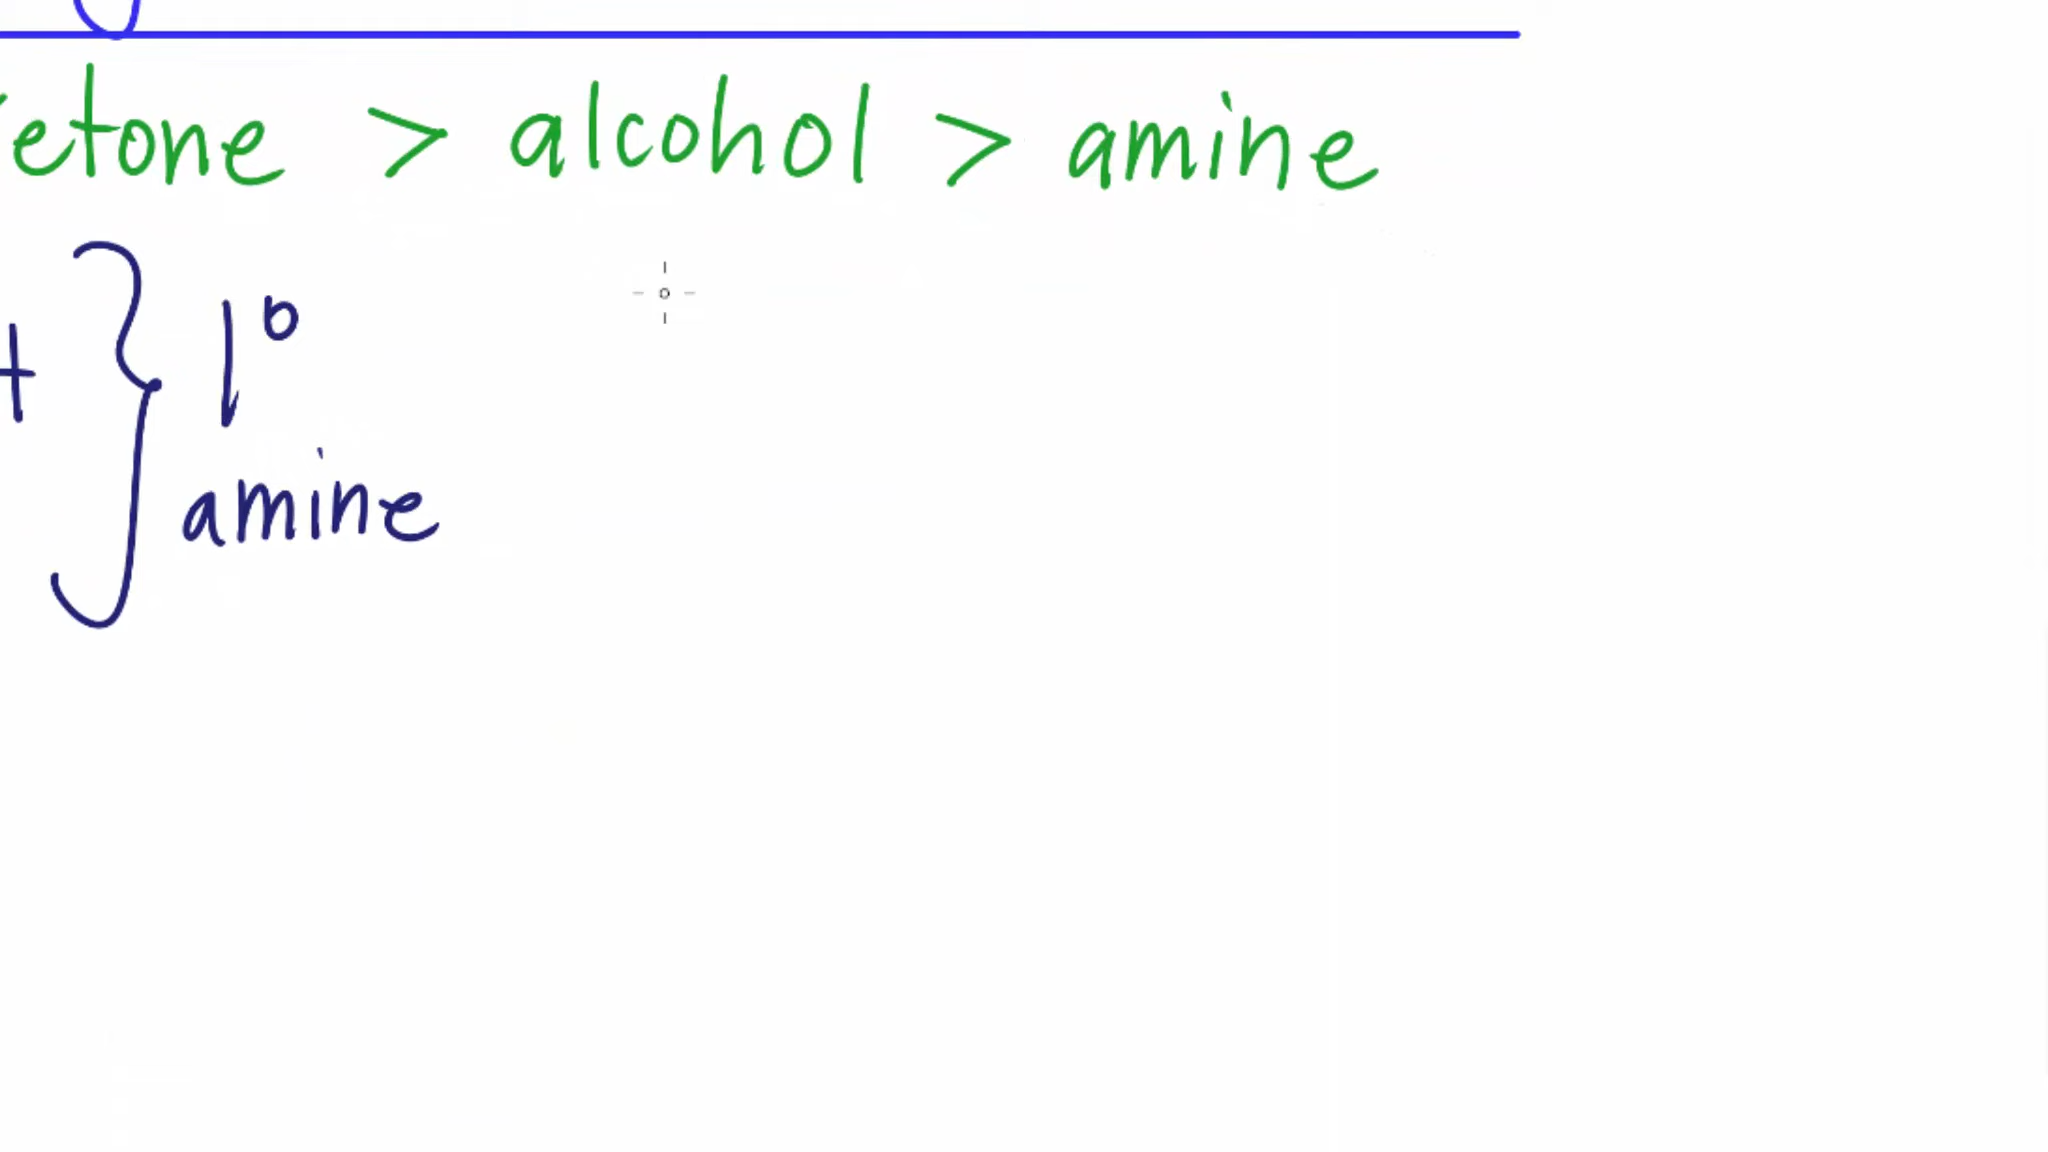 etone > alcohol > amine
} 1°
amine